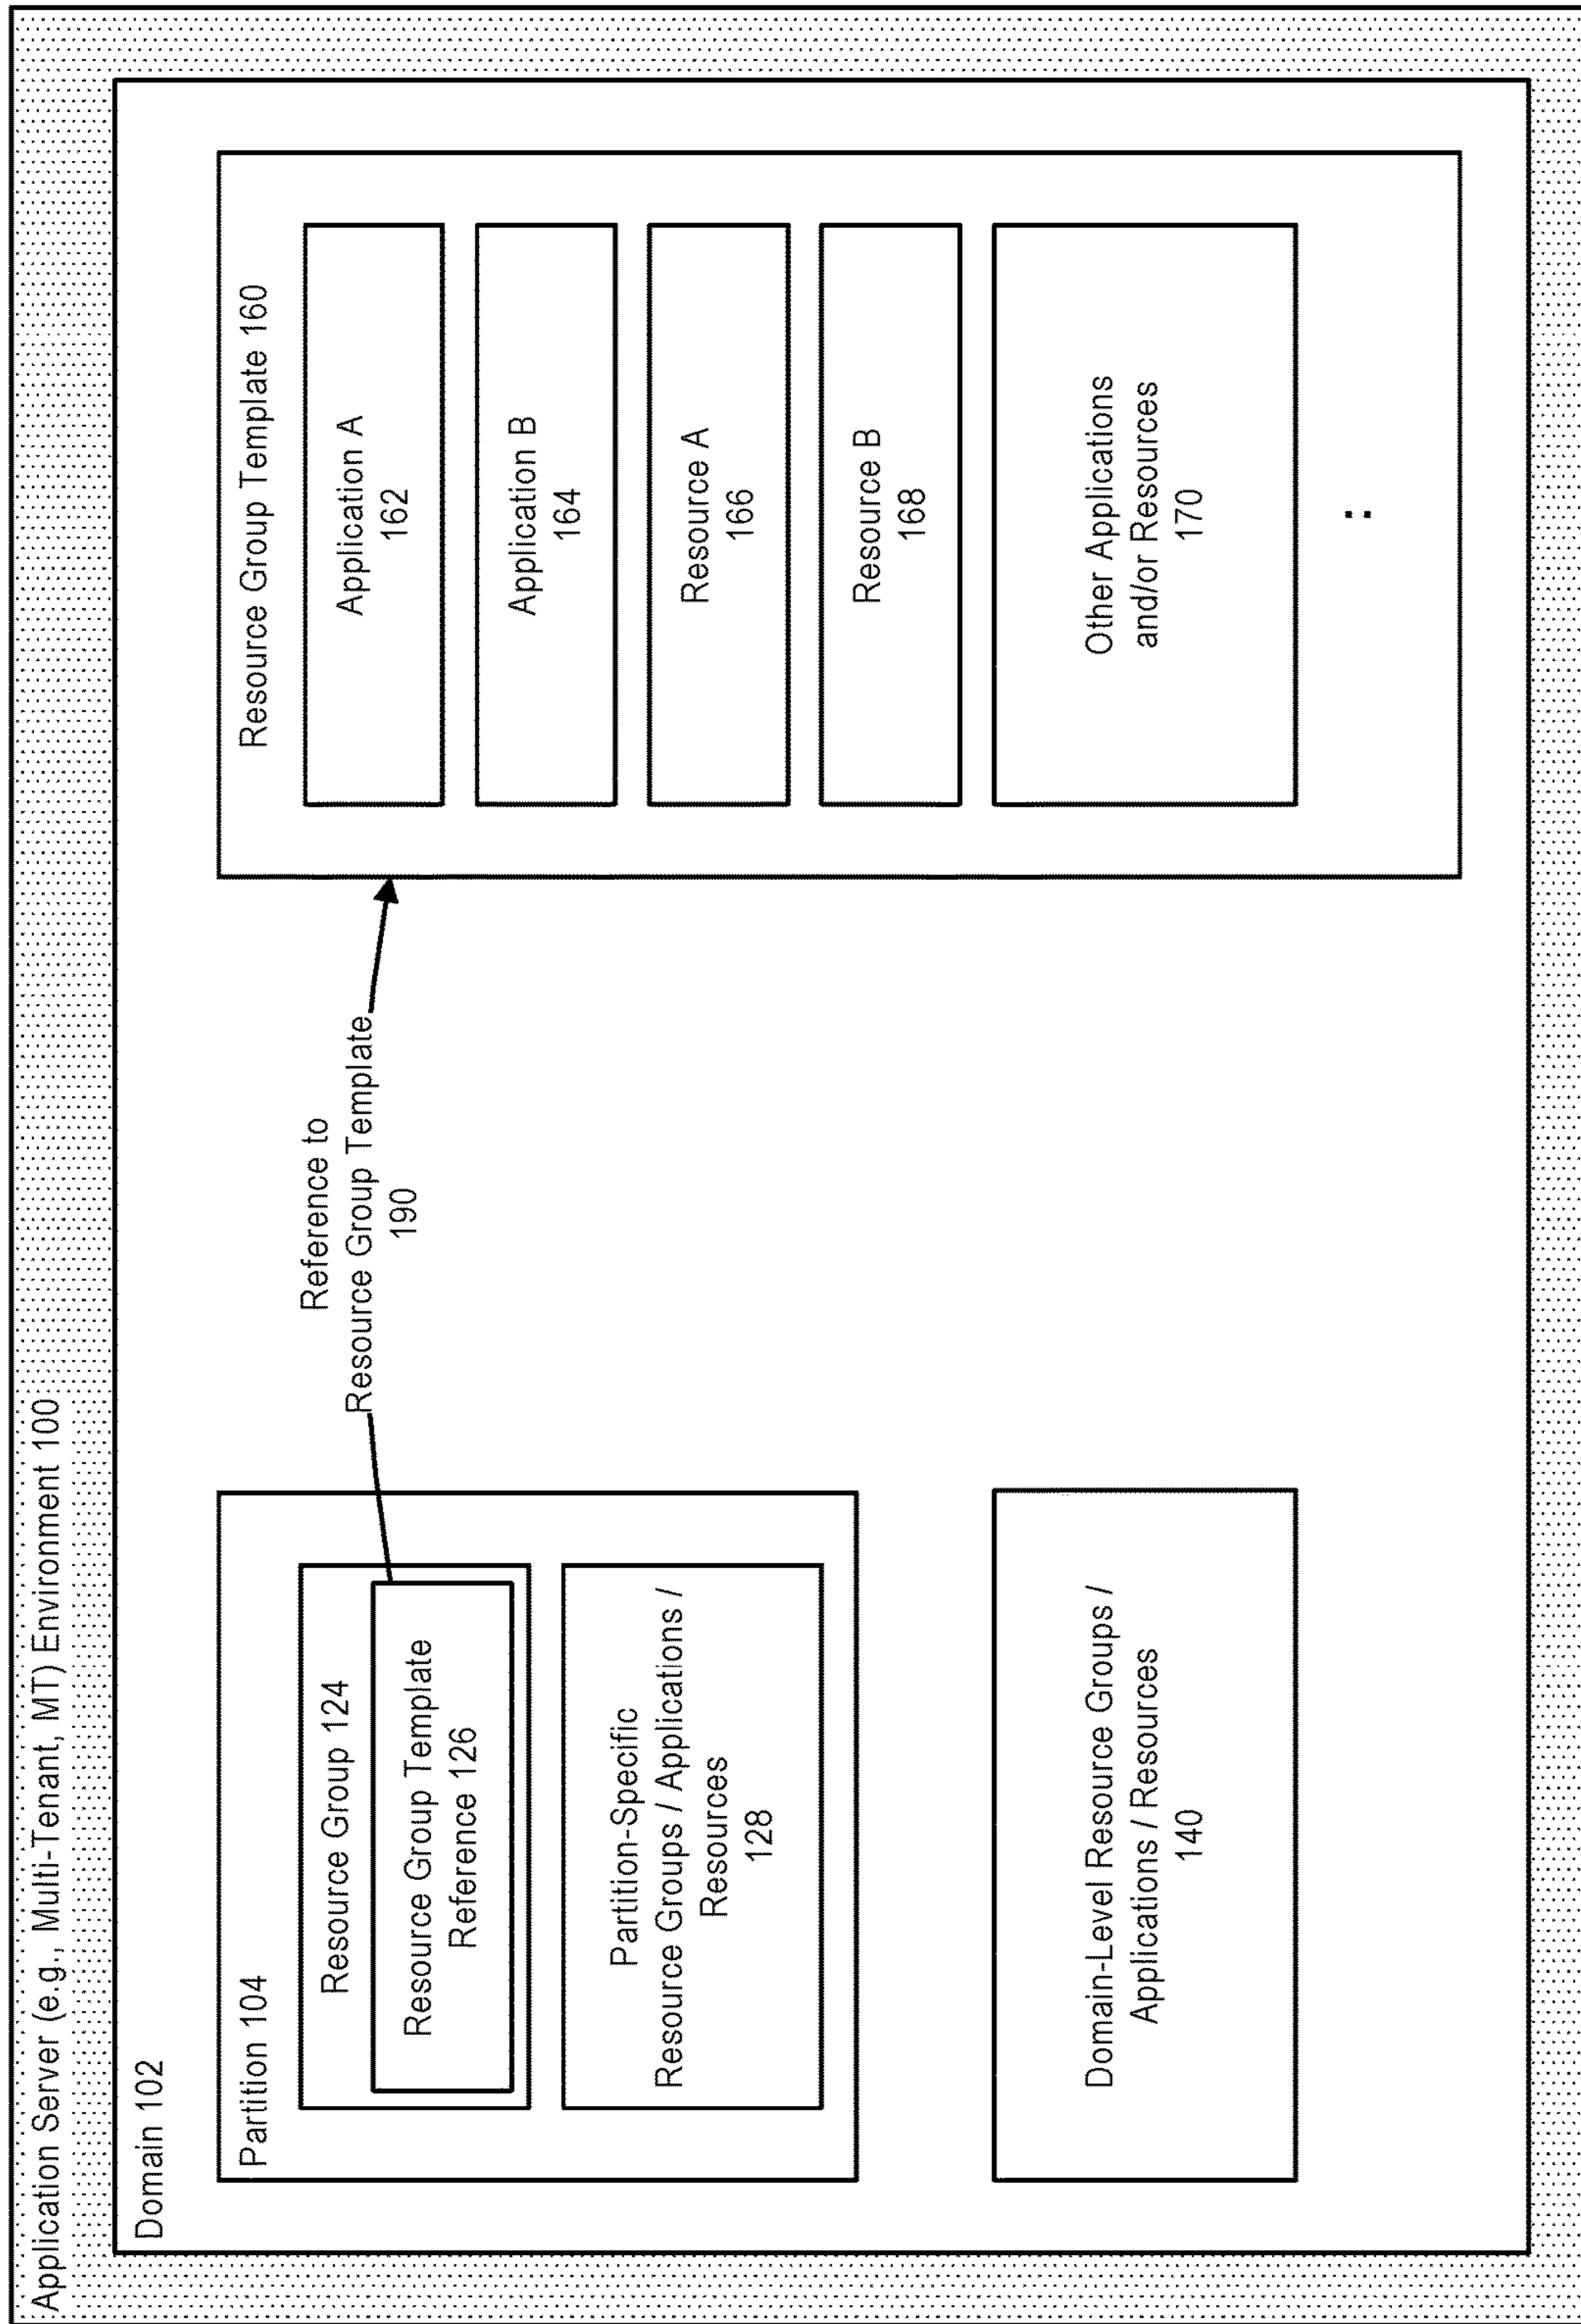 Application Server (e.g., Multi-Tenant, MT) Environment 100
Domain 102
Partition 104
Resource Group 124
Resource Group Template
Reference 126
Partition-Specific
Resource Groups / Applications /
Resources
128
Domain-Level Resource Groups /
Applications / Resources
140
Reference to
Resource Group Template
190
Resource Group Template 160
Application A
162
Application B
164
Resource A
166
Resource B
168
Other Applications
and/or Resources
170
..